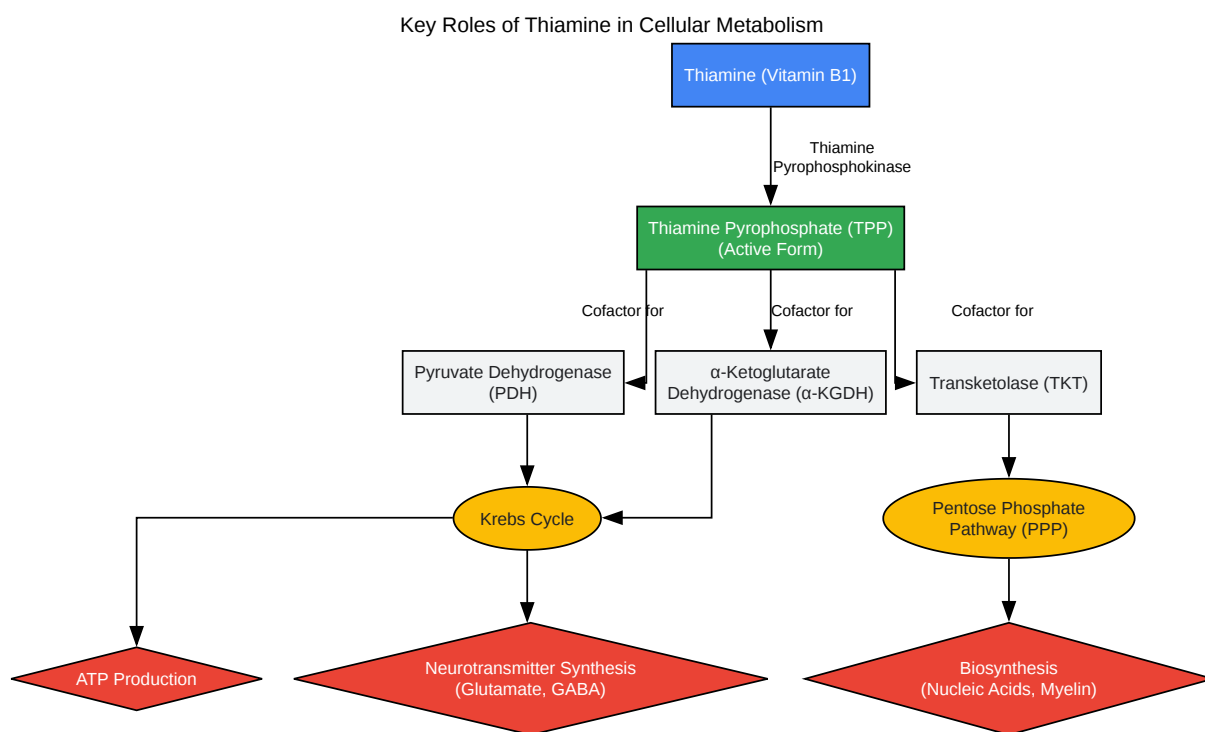 Key Roles of Thiamine in Cellular Metabolism
Thiamine (Vitamin B1)
Thiamine
Pyrophosphokinase
Thiamine Pyrophosphate (TPP)
(Active Form)
Cofactor for
Cofactor for
Cofactor for
Pyruvate Dehydrogenase
(PDH)
α-Ketoglutarate
Dehydrogenase (α-KGDH)
Transketolase (TKT)
Krebs Cycle
Pentose Phosphate
Pathway (PPP)
ATP Production
Neurotransmitter Synthesis
(Glutamate, GABA)
Biosynthesis
(Nucleic Acids, Myelin)